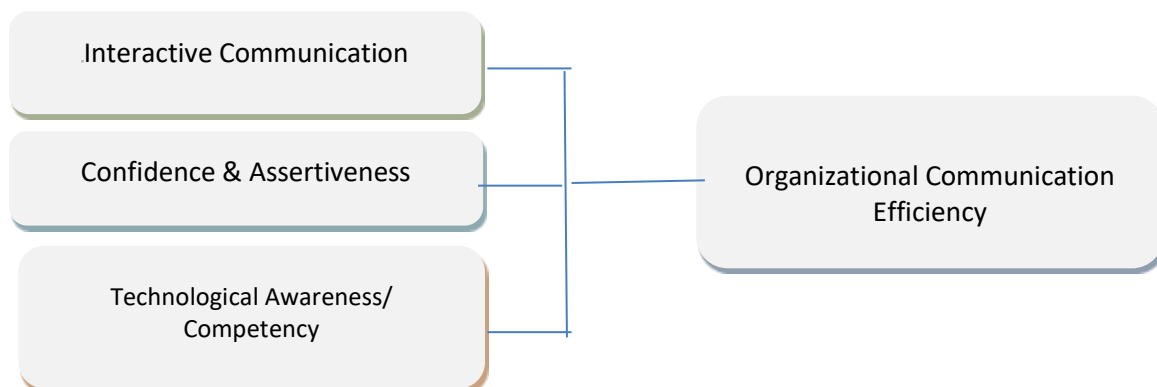 Interactive Communication
Confidence & Assertiveness
Technological Awareness/
Competency
Organizational Communication
Efficiency